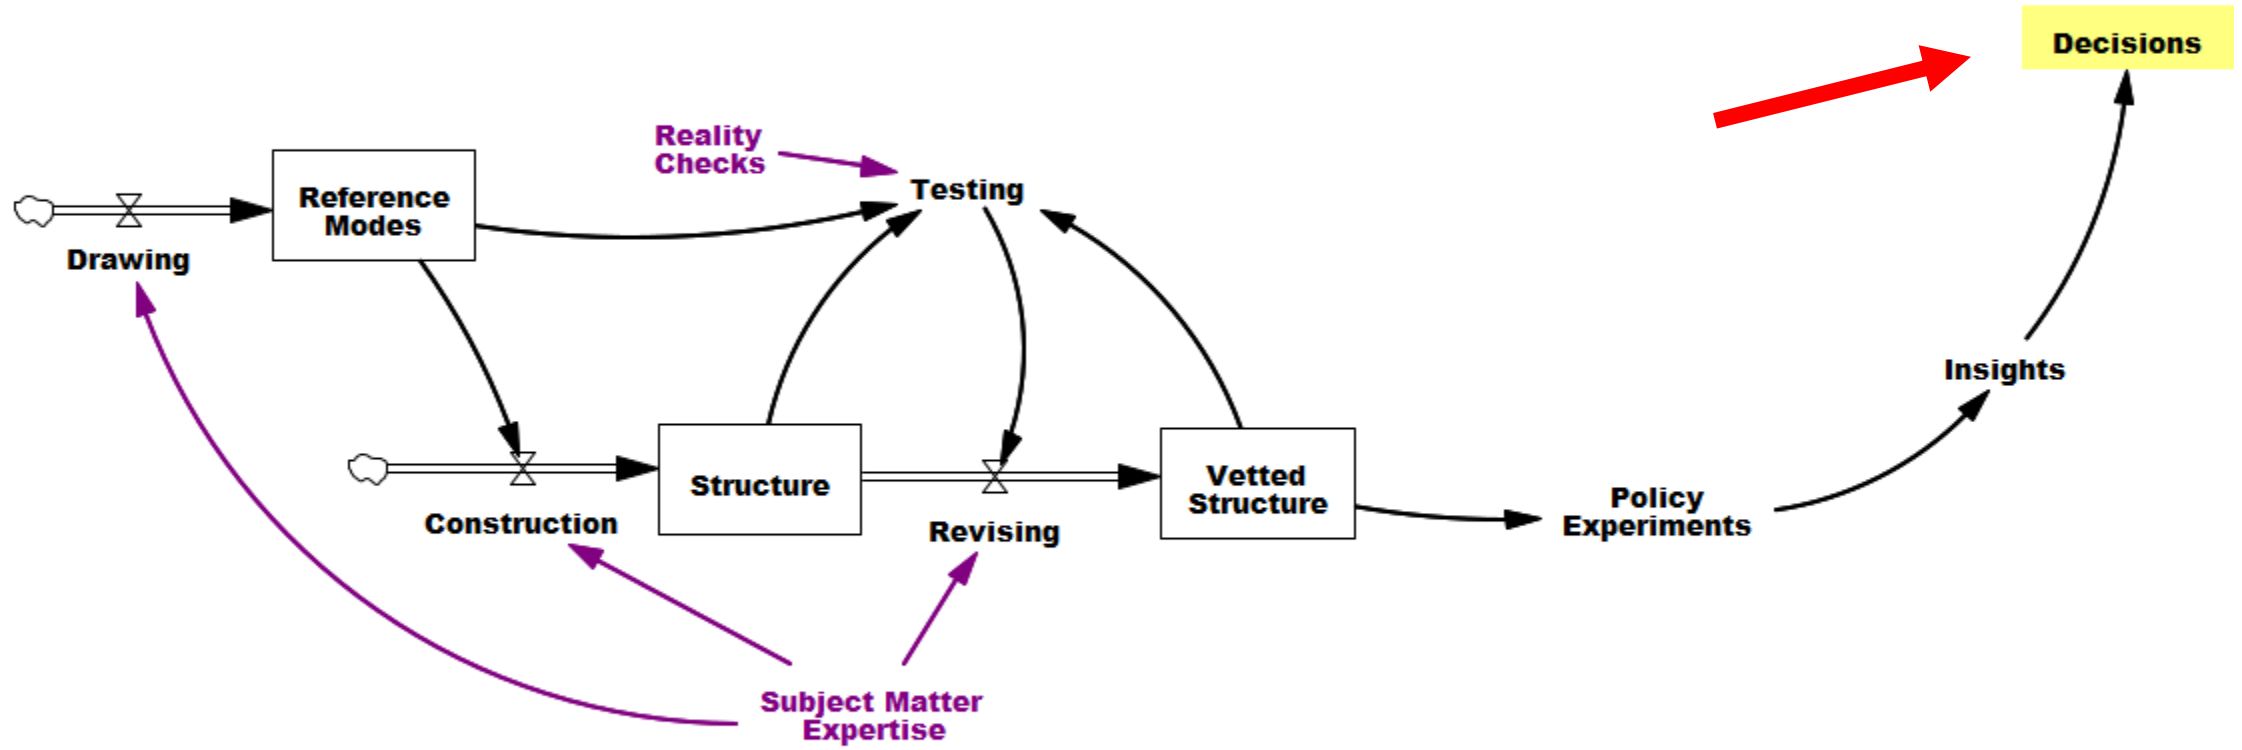 Decisions
Reality
Checks
Testing
Reference
Modes
Drawing
Insights
Structure
Vetted
Structure
Policy
Experiments
Construction
Revising
Subject Matter
Expertise